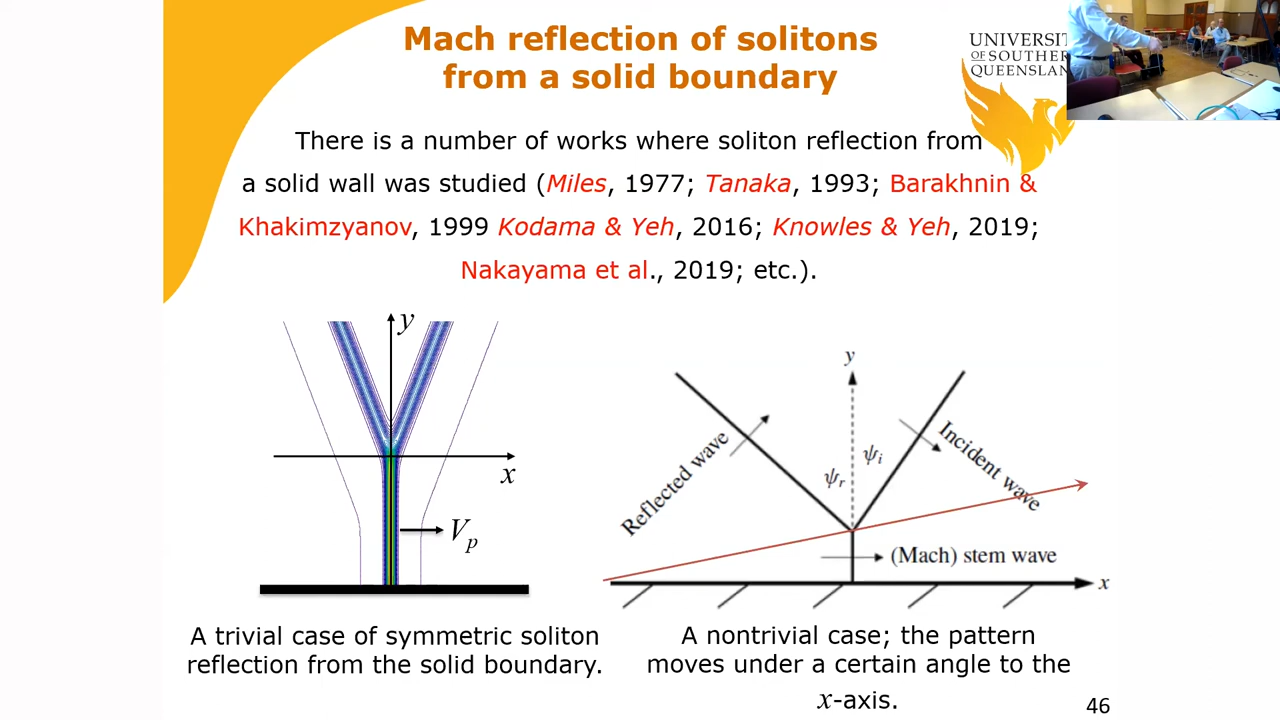 Mach reflection of solitons
from a solid boundary
UNIVERSIT
OF SOUTHER
QUEENSLAN
There is a number of works where soliton reflection from
a solid wall was studied (Miles, 1977; Tanaka, 1993; Barakhnin &
Khakimzyanov, 1999 Kodama & Yeh, 2016; Knowles & Yeh, 2019;
Nakayama et al., 2019; etc.).
y
x
Vp
y
Reflected wave
ψr
ψi
Incident wave
(Mach) stem wave
x
A trivial case of symmetric soliton
reflection from the solid boundary.
A nontrivial case; the pattern
moves under a certain angle to the
x-axis.
46